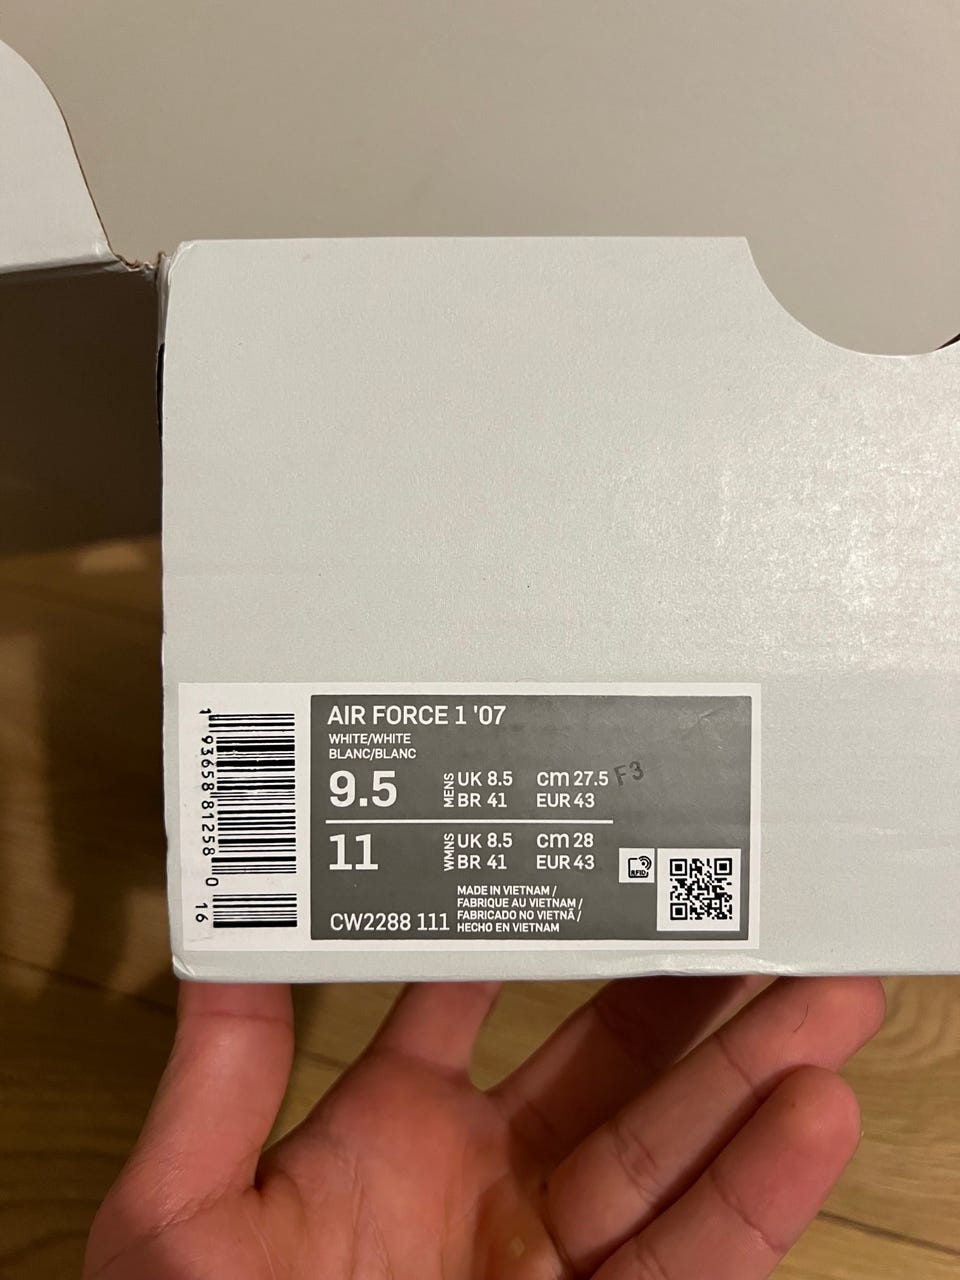 AIR FORCE 1 '07
WHITE/WHITE
BLANC/BLANC
9.5 MENS UK 8.5 cm 27.5 F3
BR 41 EUR 43
11 WMNS UK 8.5 cm 28
BR 41 EUR 43
RFID
CW2288 111
MADE IN VIETNAM /
FABRIQUE AU VIETNAM /
FABRICADO NO VIETNÃ /
HECHO EN VIETNAM
1 93658 81258 0 16